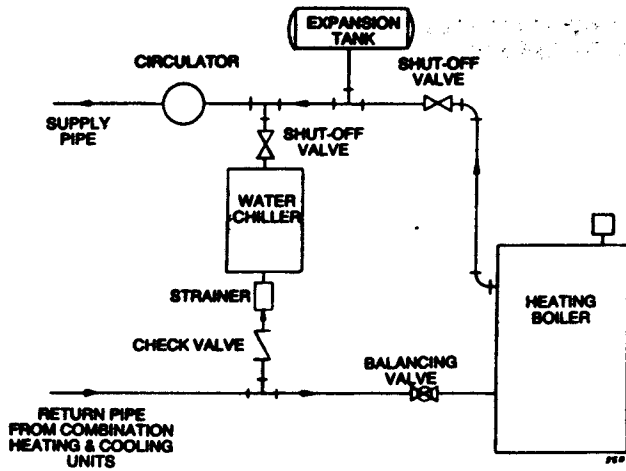 EXPANSION
TANK
CIRCULATOR
SHUT-OFF
VALVE
SUPPLY
PIPE
SHUT-OFF
VALVE
WATER
CHILLER
STRAINER
HEATING
BOILER
CHECK VALVE
BALANCING
VALVE
RETURN PIPE
FROM COMBINATION
HEATING & COOLING
UNITS